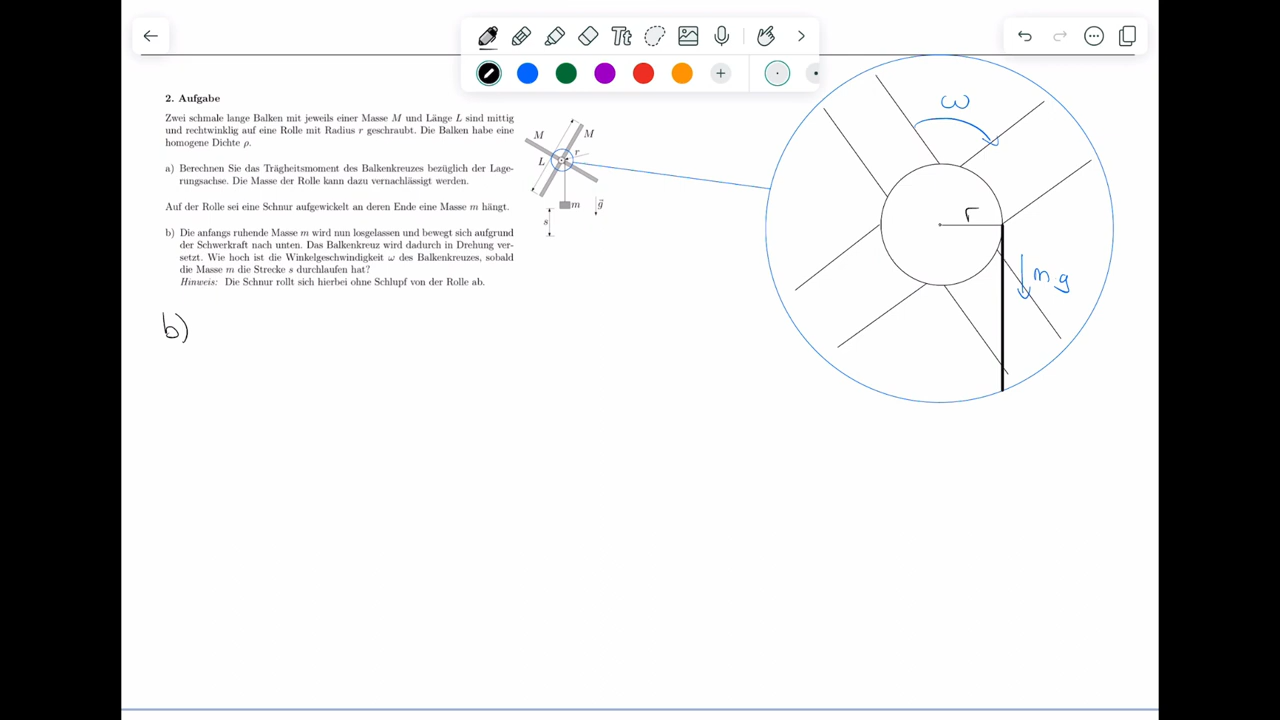 Tt
2. Aufgabe
Zwei schmale lange Balken mit jeweils einer Masse M und Länge L sind mittig
und rechtwinklig auf eine Rolle mit Radius r geschraubt. Die Balken habe eine
homogene Dichte ρ.
a) Berechnen Sie das Trägheitsmoment des Balkenkreuzes bezüglich der Lage-
rungsachse. Die Masse der Rolle kann dazu vernachlässigt werden.
Auf der Rolle sei eine Schnur aufgewickelt an deren Ende eine Masse m hängt.
b) Die anfangs ruhende Masse m wird nun losgelassen und bewegt sich aufgrund
der Schwerkraft nach unten. Das Balkenkreuz wird dadurch in Drehung ver-
setzt. Wie hoch ist die Winkelgeschwindigkeit ω des Balkenkreuzes, sobald
die Masse m die Strecke s durchlaufen hat?
Hinweis: Die Schnur rollt sich hierbei ohne Schlupf von der Rolle ab.
M M
r
L
m g⃗
s
ω
r
m·g
b)